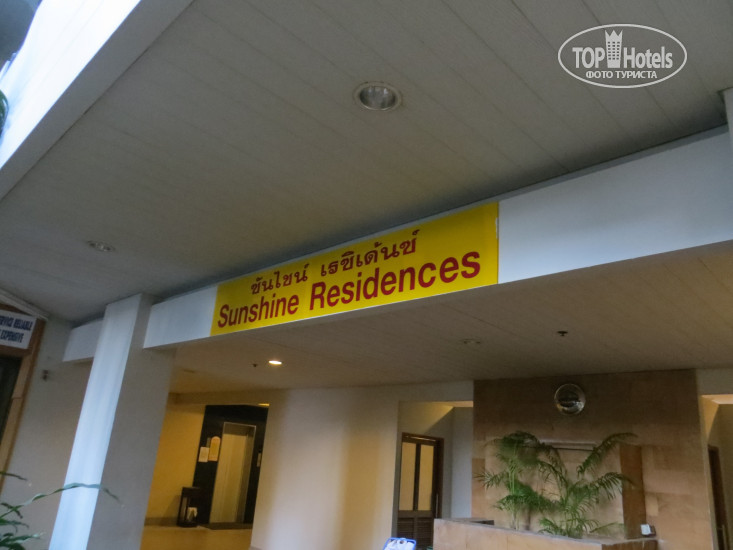 TOP Hotels
ФОТО ТУРИСТА
ซันไชน์ เรซิเด้นซ์
Sunshine Residences